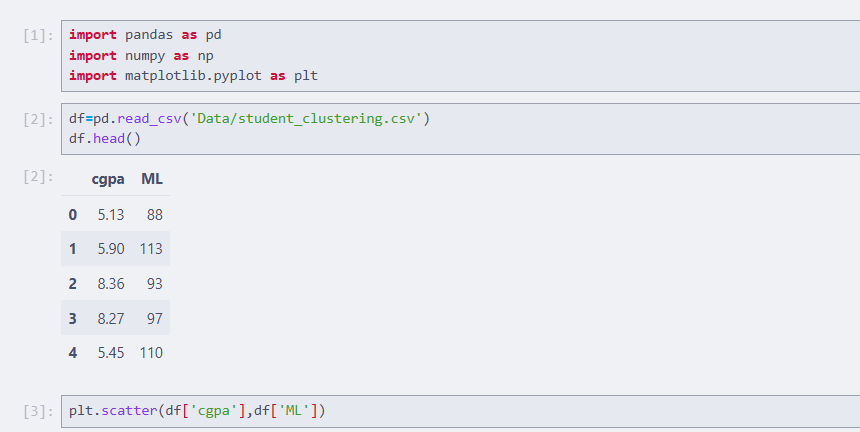 [1]: import pandas as pd
import numpy as np
import matplotlib.pyplot as plt
[2]: df=pd.read_csv('Data/student_clustering.csv')
df.head()
[2]: cgpa ML
0 5.13 88
1 5.90 113
2 8.36 93
3 8.27 97
4 5.45 110
[3]: plt.scatter(df['cgpa'],df['ML'])